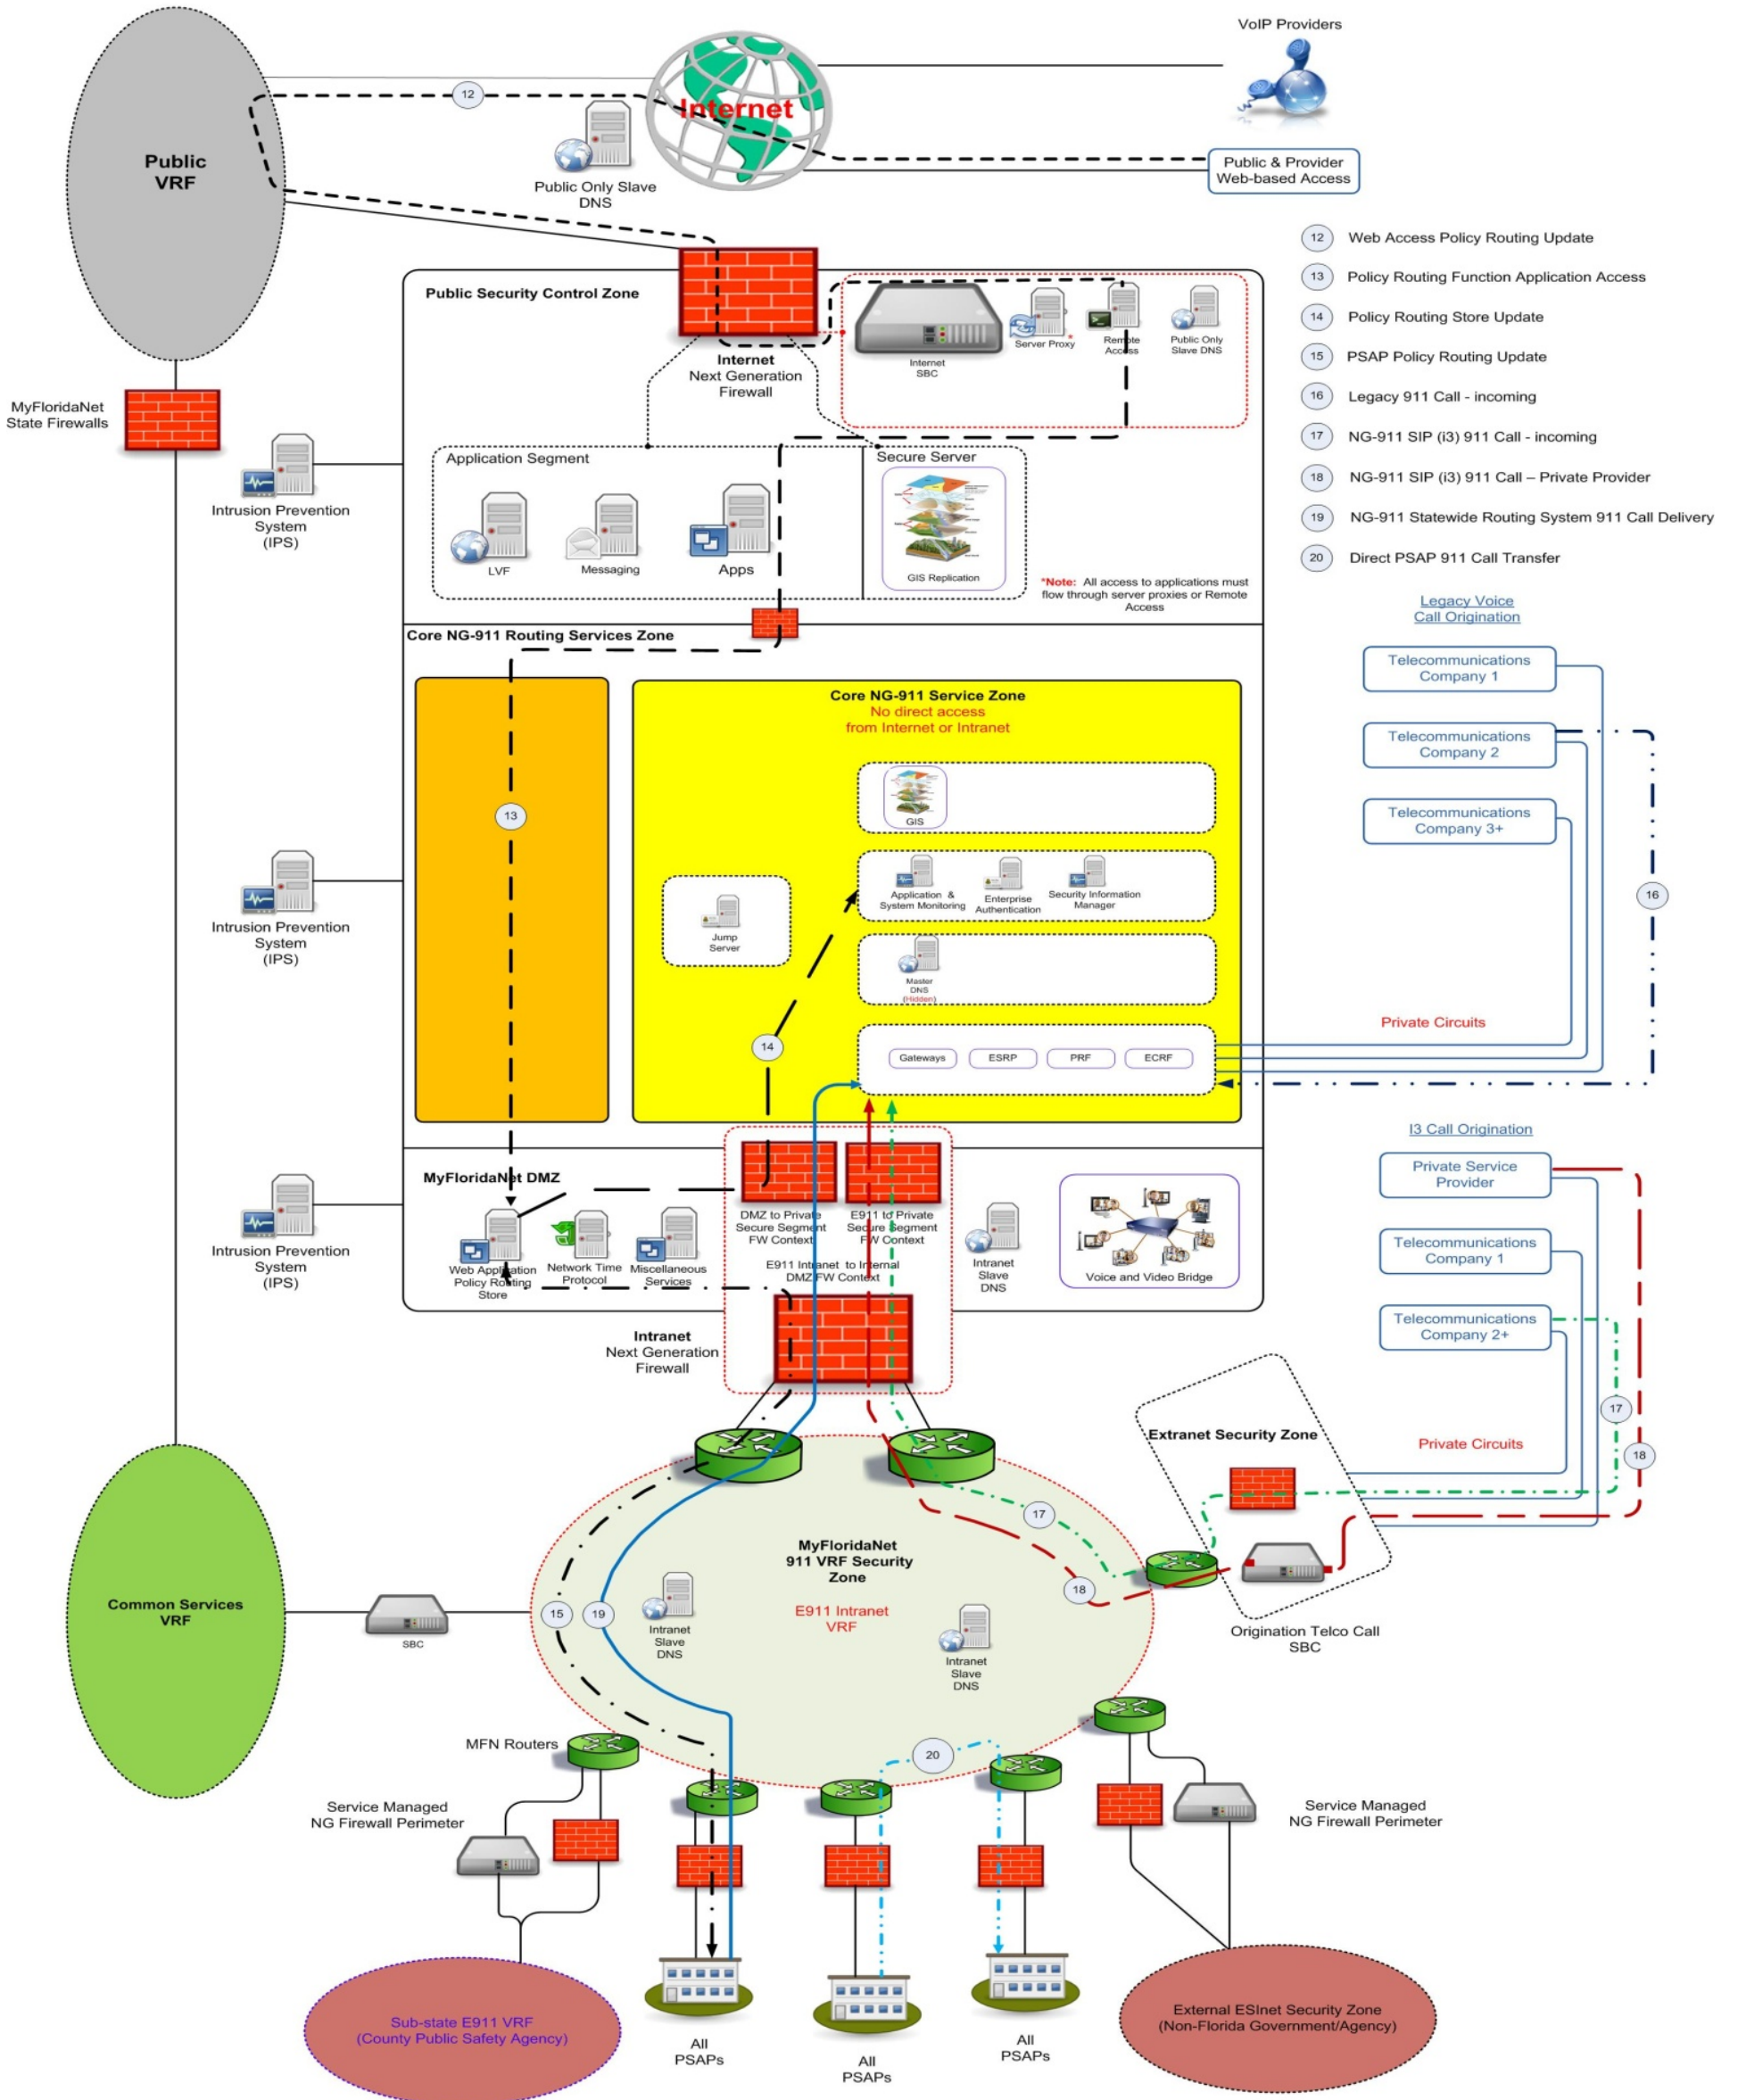 VoIP Providers
12
Internet
Public
VRF
Public Only Slave
DNS
Public & Provider
Web-based Access
12 Web Access Policy Routing Update
13 Policy Routing Function Application Access
14 Policy Routing Store Update
15 PSAP Policy Routing Update
16 Legacy 911 Call - incoming
17 NG-911 SIP (i3) 911 Call - incoming
18 NG-911 SIP (i3) 911 Call – Private Provider
19 NG-911 Statewide Routing System 911 Call Delivery
20 Direct PSAP 911 Call Transfer
Public Security Control Zone
Internet
Next Generation
Firewall
Internet
SBC
Server Proxy
*
Remote
Access
Public Only
Slave DNS
MyFloridaNet
State Firewalls
Intrusion Prevention
System
(IPS)
Application Segment
LVF
Messaging
Apps
Secure Server
GIS Replication
*Note: All access to applications must
flow through server proxies or Remote
Access
Core NG-911 Routing Services Zone
Core NG-911 Service Zone
No direct access
from Internet or Intranet
GIS
13
Application &
System Monitoring
Enterprise
Authentication
Security Information
Manager
Jump
Server
Master
DNS
(Hidden)
14
Gateways
ESRP
PRF
ECRF
Intrusion Prevention
System
(IPS)
Legacy Voice
Call Origination
Telecommunications
Company 1
Telecommunications
Company 2
Telecommunications
Company 3+
16
Private Circuits
MyFloridaNet DMZ
Intrusion Prevention
System
(IPS)
Web Application
Policy Routing
Store
Network Time
Protocol
Miscellaneous
Services
DMZ to Private
Secure Segment
FW Context
E911 to Private
Secure Segment
FW Context
E911 Intranet to Internal
DMZ FW Context
Intranet
Slave
DNS
Voice and Video Bridge
I3 Call Origination
Private Service
Provider
Telecommunications
Company 1
Telecommunications
Company 2+
Intranet
Next Generation
Firewall
Extranet Security Zone
Private Circuits
17
18
17
18
Origination Telco Call
SBC
MyFloridaNet
911 VRF Security
Zone
E911 Intranet
VRF
Common Services
VRF
SBC
15
19
Intranet
Slave
DNS
Intranet
Slave
DNS
MFN Routers
20
Service Managed
NG Firewall Perimeter
Service Managed
NG Firewall Perimeter
Sub-state E911 VRF
(County Public Safety Agency)
All
PSAPs
All
PSAPs
All
PSAPs
External ESInet Security Zone
(Non-Florida Government/Agency)